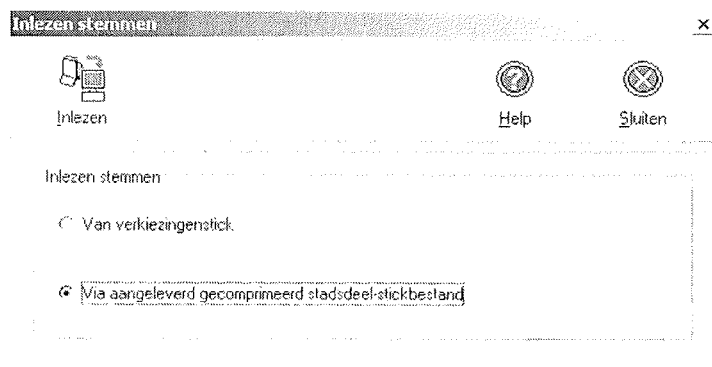 Inlezen stemmen
Inlezen
Help
Sluiten
Inlezen stemmen
Van verkiezingenstick.
Via aangeleverd gecomprimeerd stadsdeel-stickbestand